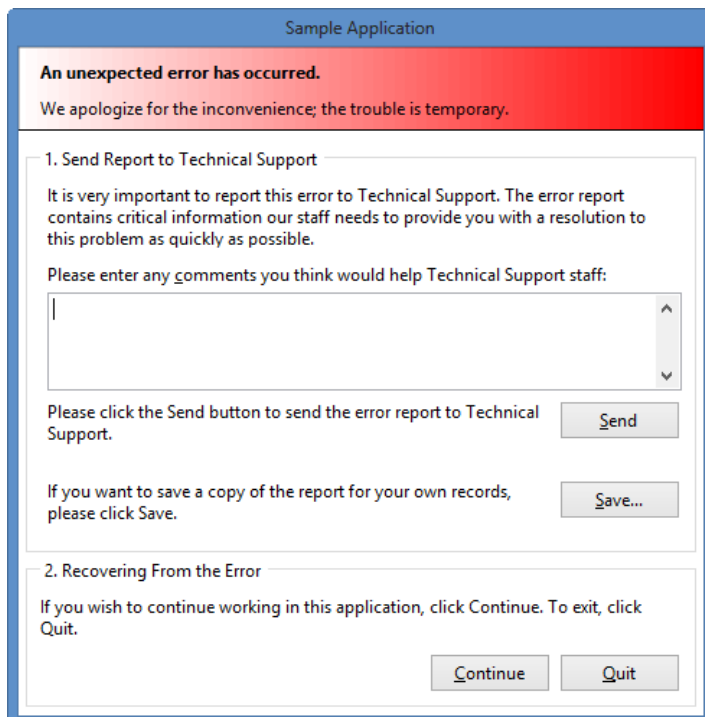 Sample Application
An unexpected error has occurred.
We apologize for the inconvenience; the trouble is temporary.
1. Send Report to Technical Support
It is very important to report this error to Technical Support. The error report
contains critical information our staff needs to provide you with a resolution to
this problem as quickly as possible.
Please enter any comments you think would help Technical Support staff:
Please click the Send button to send the error report to Technical
Support.
Send
If you want to save a copy of the report for your own records,
please click Save.
Save...
2. Recovering From the Error
If you wish to continue working in this application, click Continue. To exit, click
Quit.
Continue
Quit